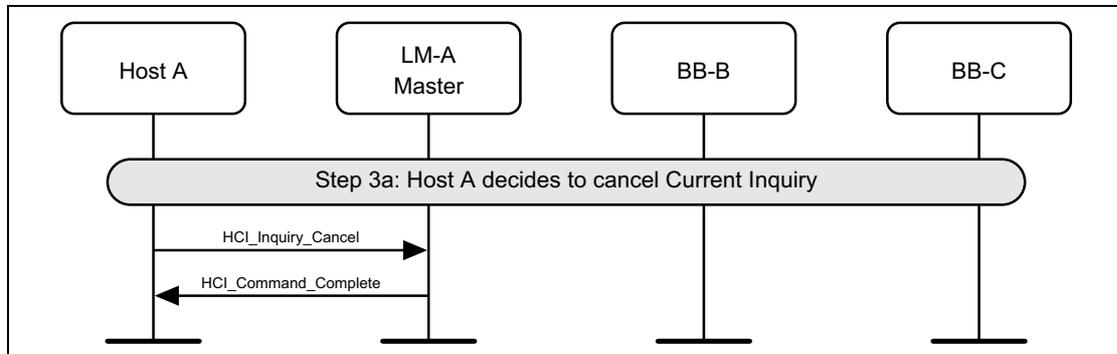 Host A
LM-A
Master
BB-B
BB-C
Step 3a: Host A decides to cancel Current Inquiry
HCI_Inquiry_Cancel
HCI_Command_Complete